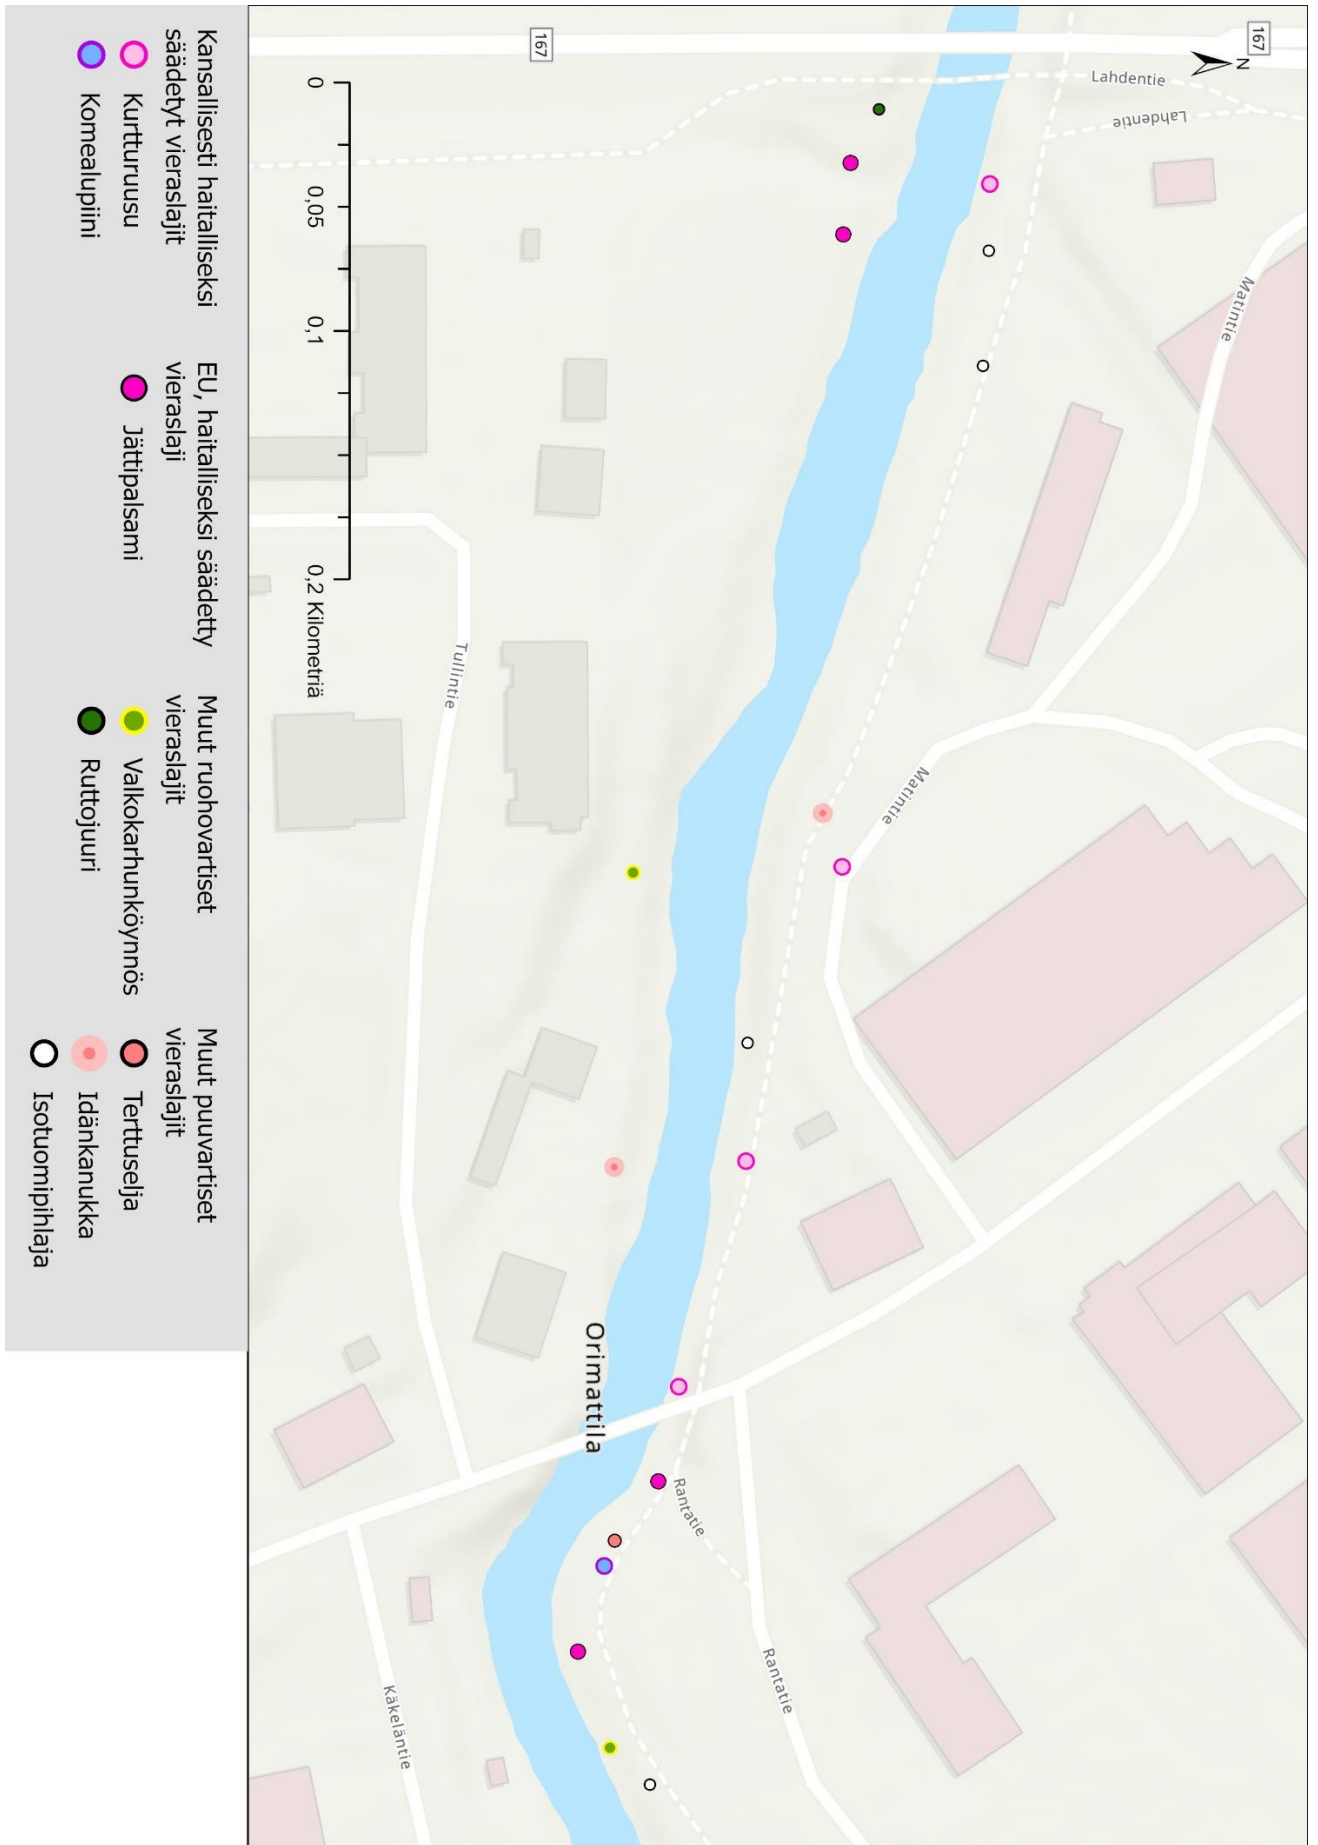 167
167
N
Lahdentie
Lahdentie
Matintie
Matintie
Tullintie
Orimattila
Rantatie
Rantatie
Käkeläntie
0
0,05
0,1
0,2 Kilometriä
Kansallisesti haitalliseksi
säädetyt vieraslajit
Kurtturuusu
Komealupiini
EU, haitalliseksi säädetty
vieraslaji
Jättipalsami
Muut ruohovartiset
vieraslajit
Valkokarhunköynnös
Ruttojuuri
Muut puuvartiset
vieraslajit
Terttuselja
Idänkanukka
Isotuomipihlaja